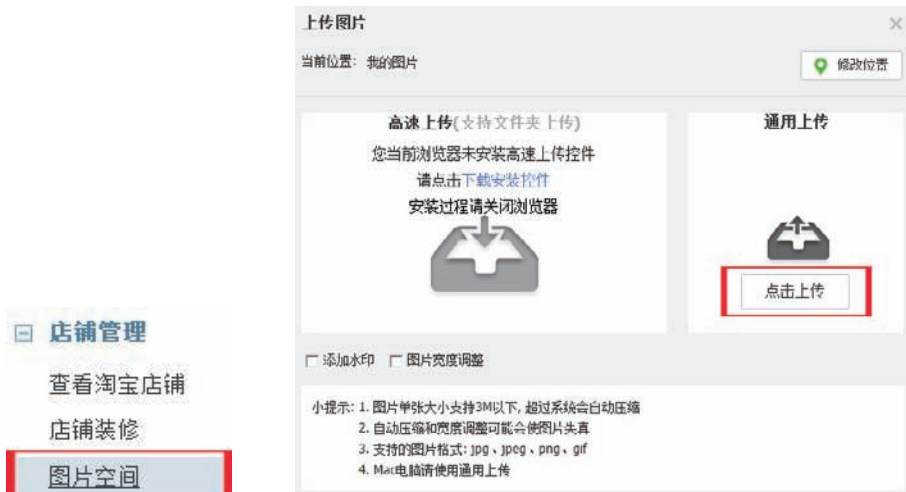 店铺管理
查看淘宝店铺
店铺装修
图片空间
上传图片
当前位置: 我的图片
修改位置
高速上传(支持文件夹上传)
您当前浏览器未安装高速上传控件
请点击下载安装控件
安装过程请关闭浏览器
通用上传
点击上传
添加水印 图片宽度调整
小提示: 1. 图片单张大小支持3M以下, 超过系统会自动压缩
2. 自动压缩和宽度调整可能会使图片失真
3. 支持的图片格式: jpg、jpeg、png、gif
4. Mac电脑请使用通用上传